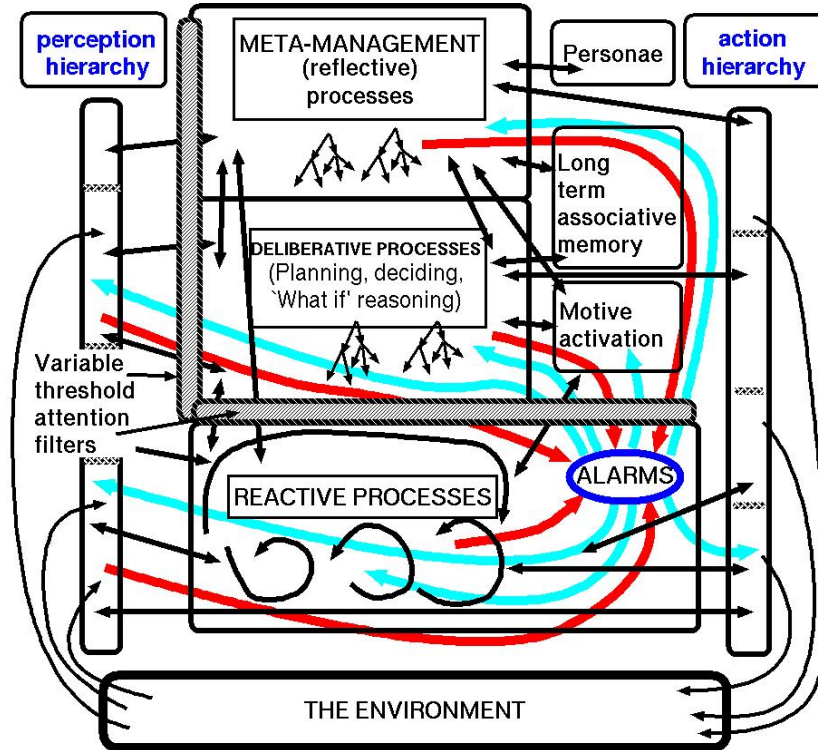 perception
hierarchy
META-MANAGEMENT
(reflective)
processes
Personae
action
hierarchy
Long
term
associative
memory
DELIBERATIVE PROCESSES
(Planning, deciding,
`What if' reasoning)
Motive
activation
Variable
threshold
attention
filters
ALARMS
REACTIVE PROCESSES
THE ENVIRONMENT